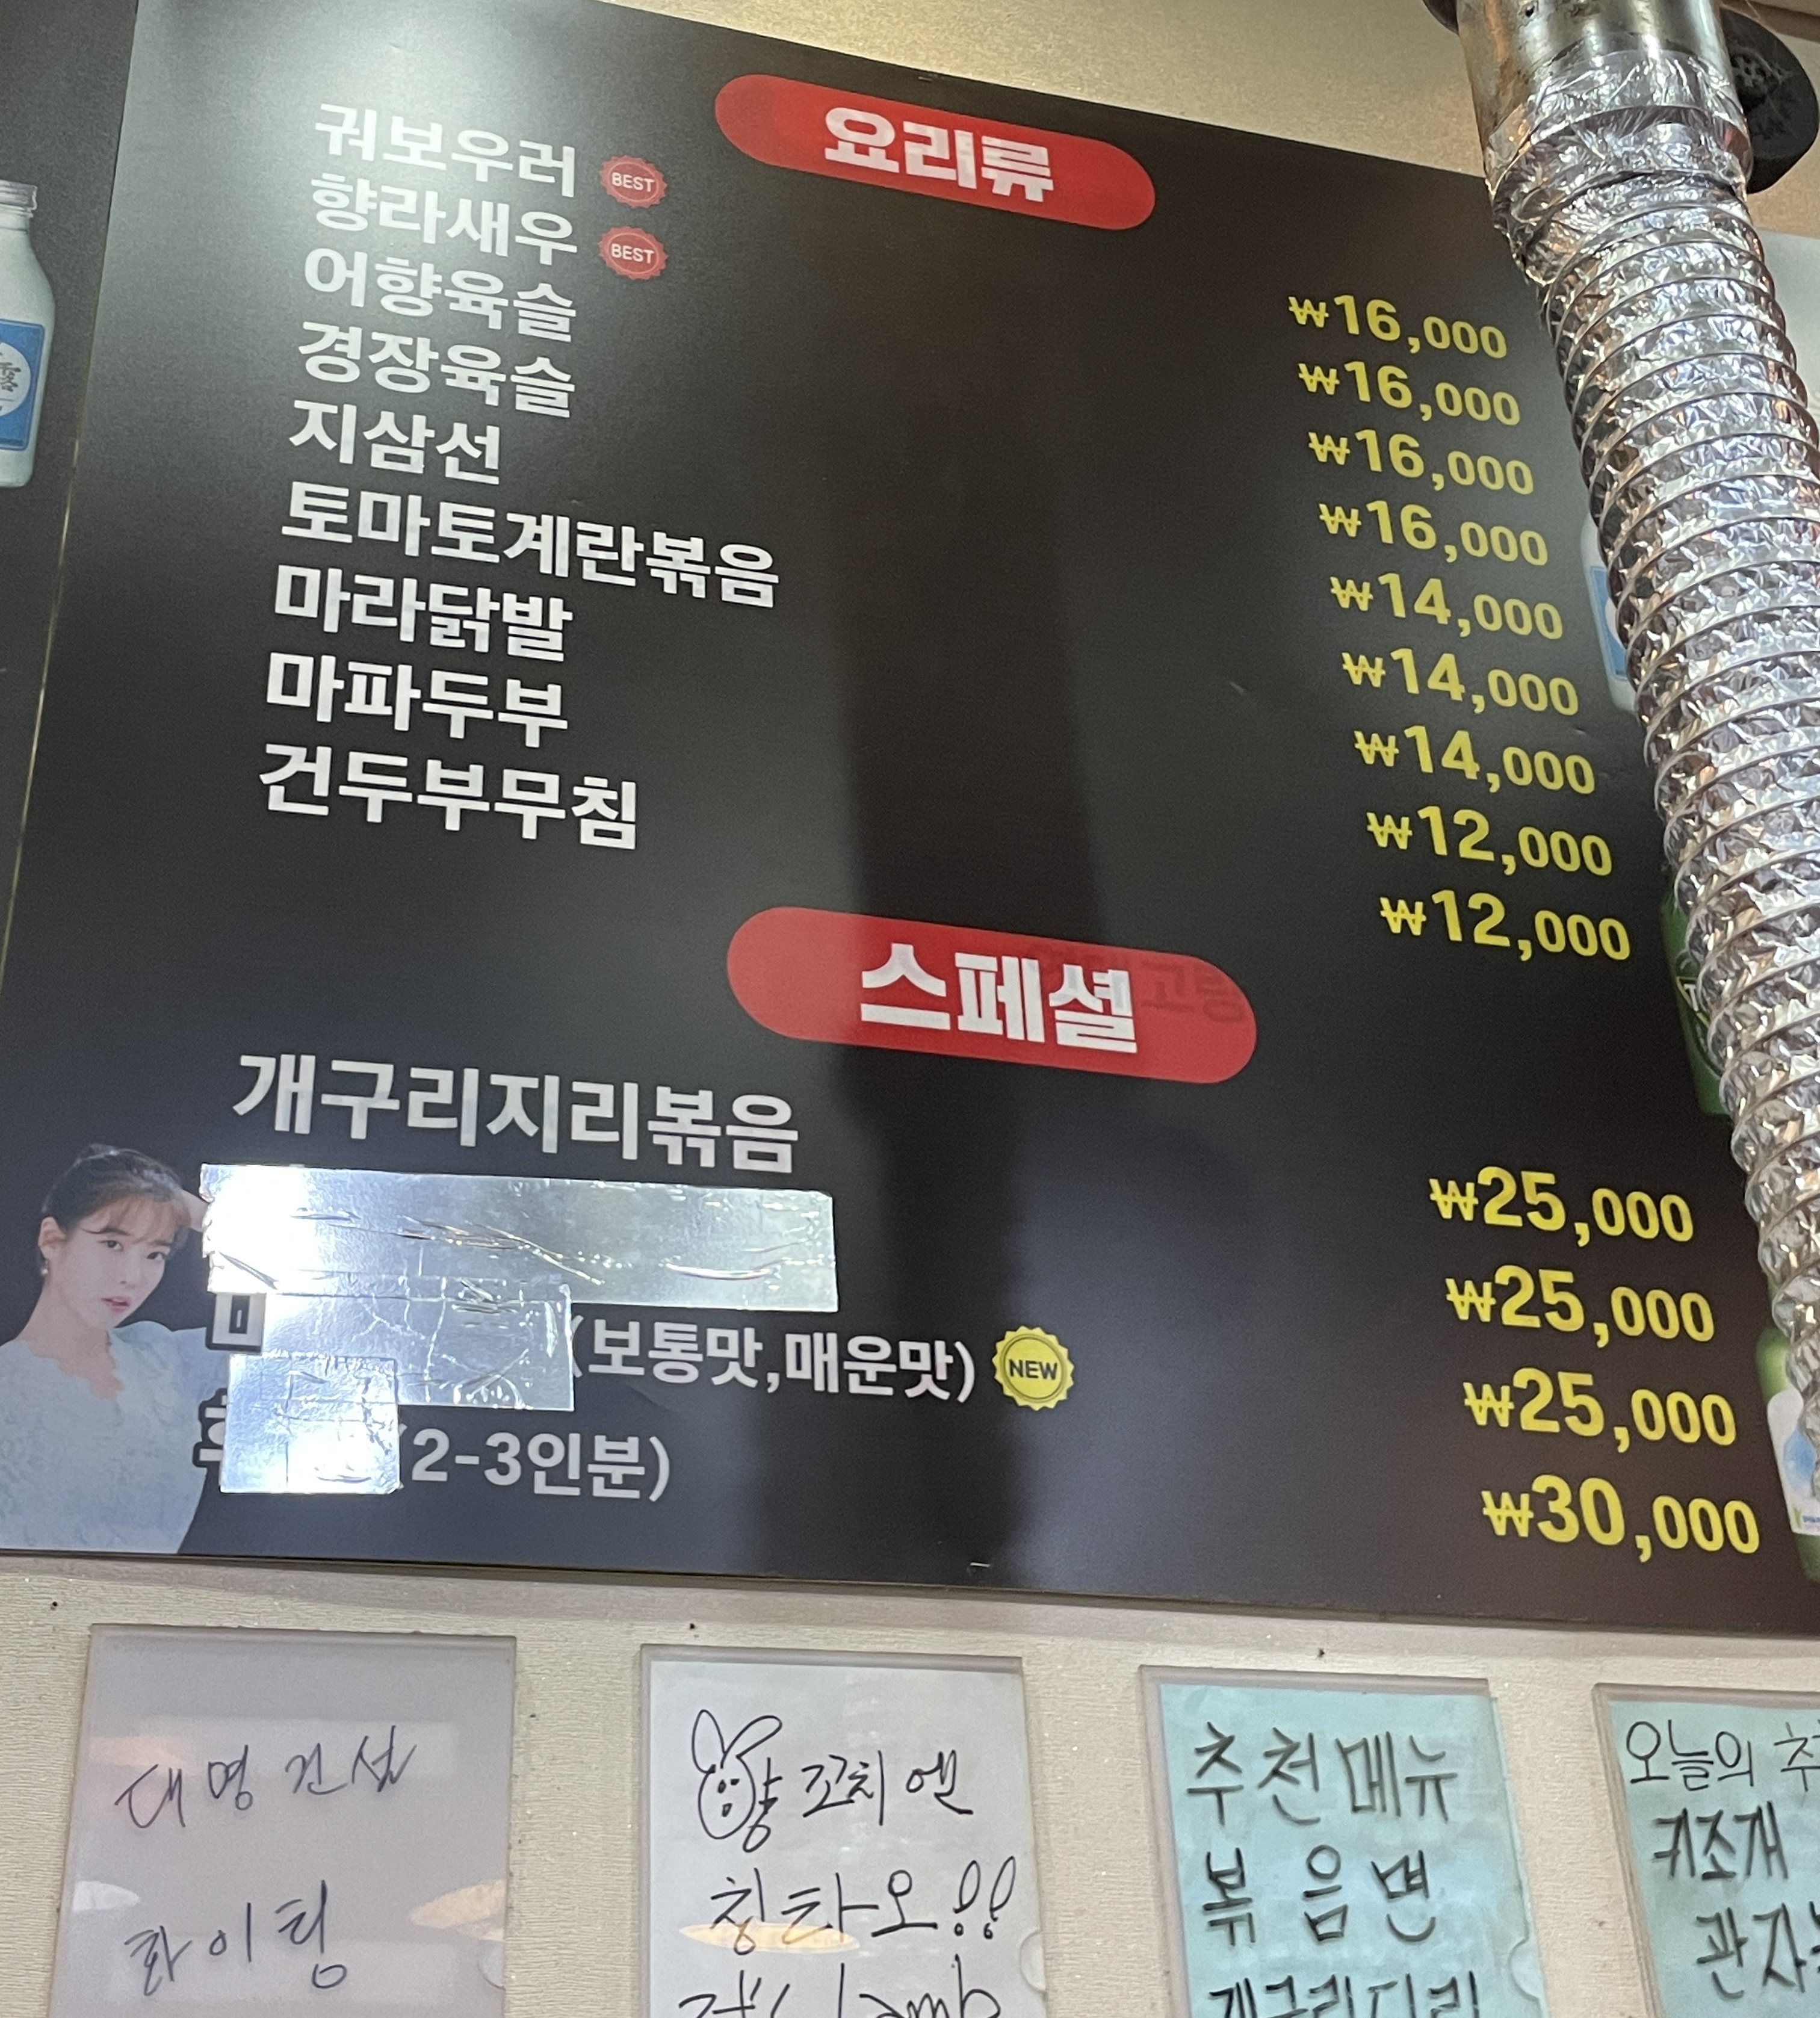 요리류
궈보우러 BEST
향라새우 BEST
어향육슬
경장육슬
지삼선
토마토계란볶음
마라닭발
마파두부
건두부무침
₩16,000
₩16,000
₩16,000
₩16,000
₩14,000
₩14,000
₩14,000
₩12,000
₩12,000
스페셜
개구리지리볶음
(보통맛,매운맛) NEW
(2-3인분)
₩25,000
₩25,000
₩25,000
₩30,000
대명건설
화이팅
양꼬치엔
칭타오!!
추천메뉴
볶음면
오늘의
키조개
관자